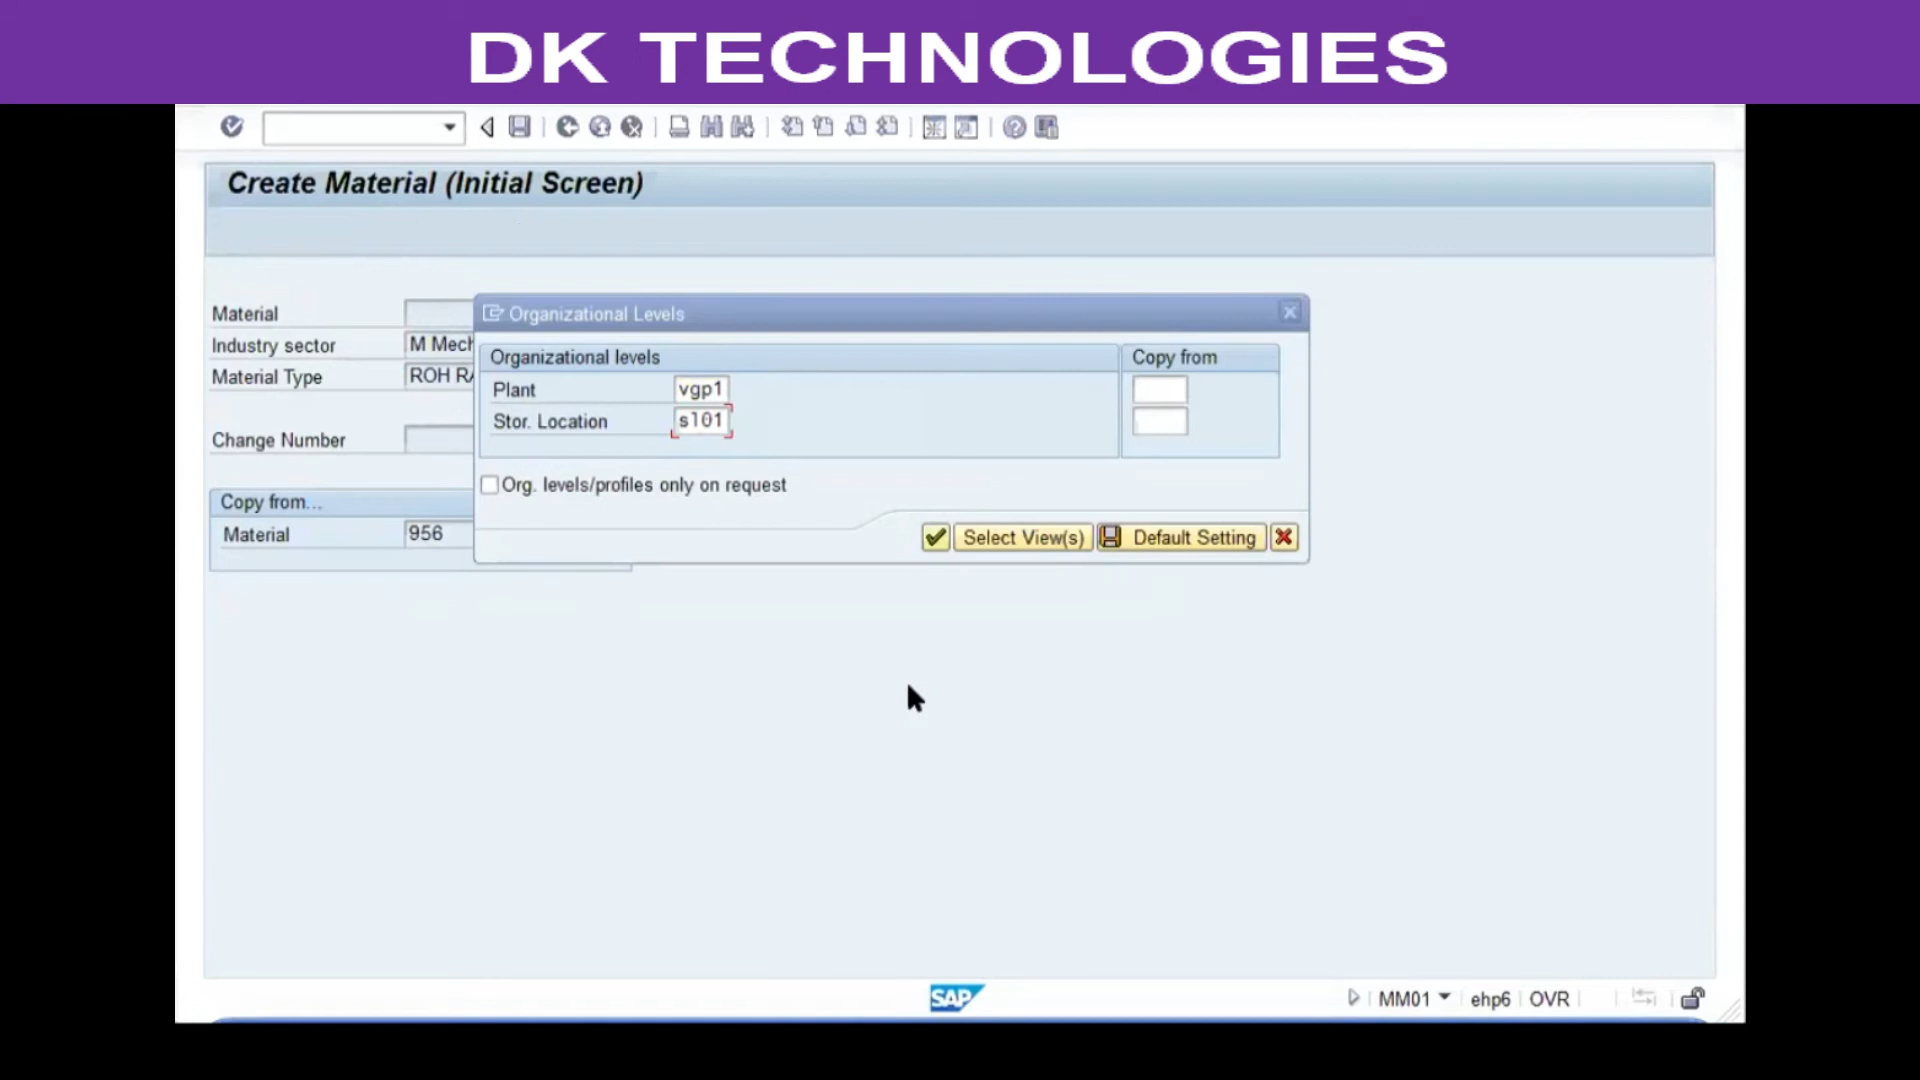 DK TECHNOLOGIES
Create Material (Initial Screen)
Material
Industry sector M Mech
Material Type ROH RA
Change Number
Copy from...
Material 956
Organizational Levels
Organizational levels Copy from
Plant vgp1
Stor. Location sl01
Org. levels/profiles only on request
Select View(s) Default Setting
SAP MM01 ehp6 OVR